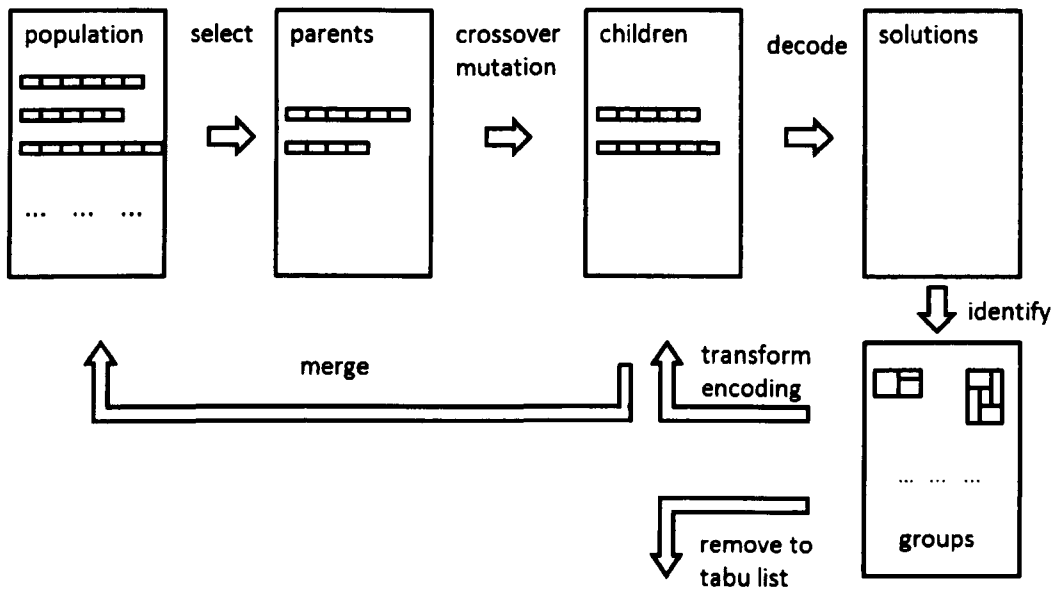 population
select
parents
crossover
mutation
children
decode
solutions
... ... ...
identify
merge
transform
encoding
... ... ...
groups
remove to
tabu list